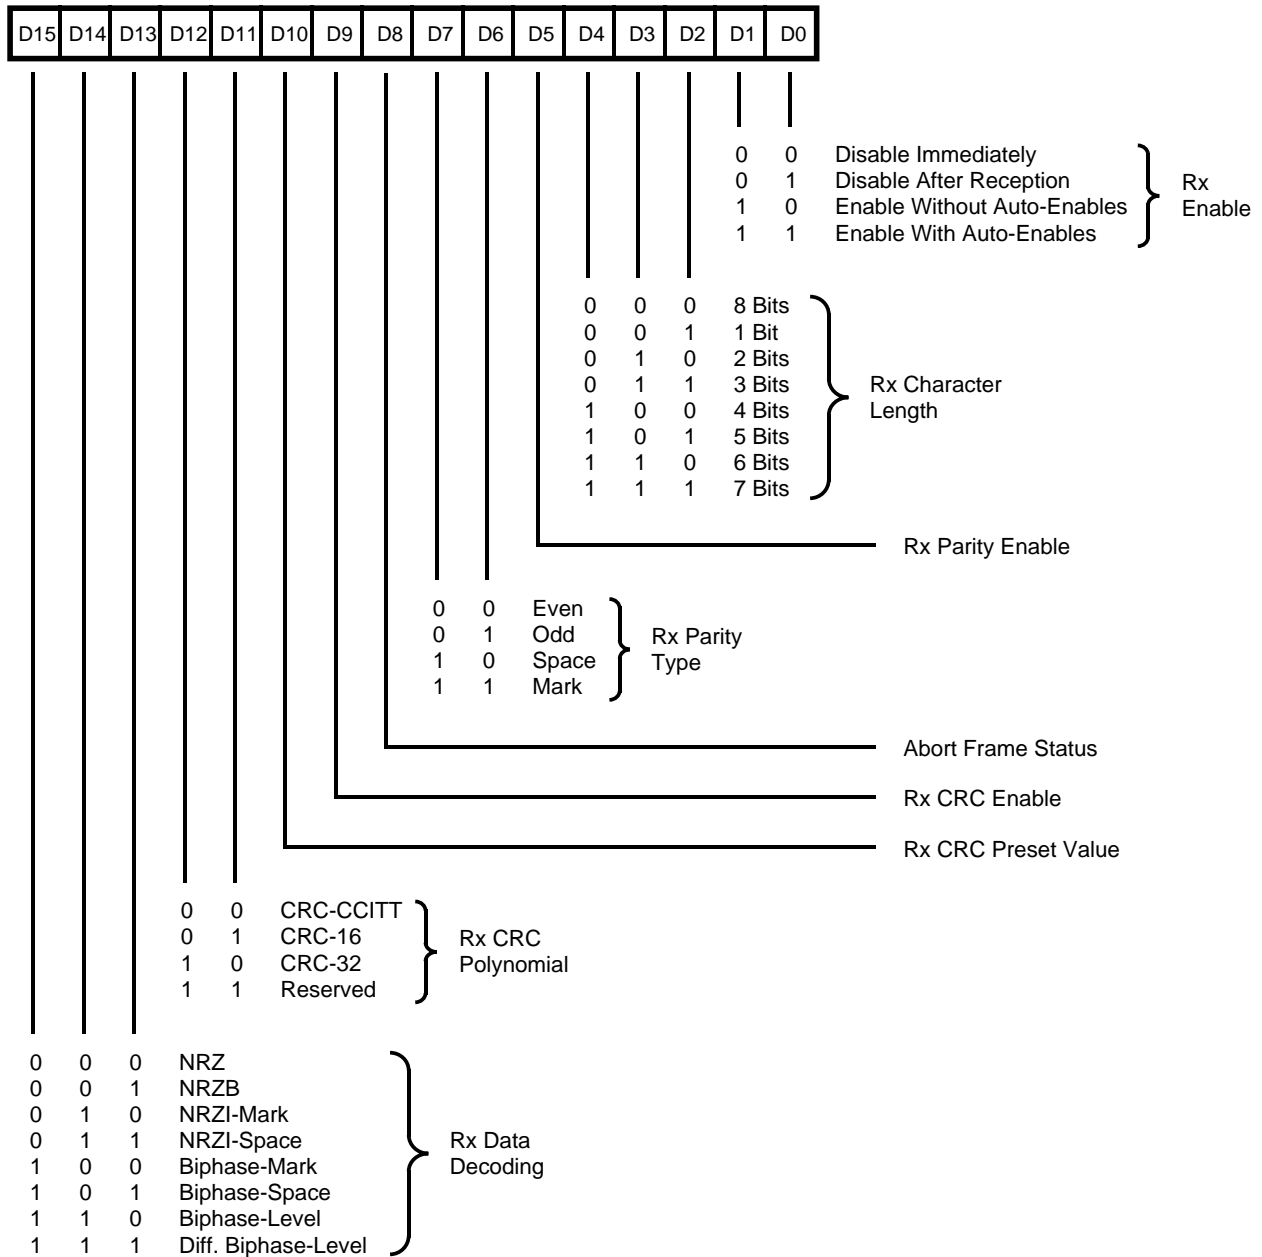 D15 D14 D13 D12 D11 D10 D9 D8 D7 D6 D5 D4 D3 D2 D1 D0
0 0 Disable Immediately
0 1 Disable After Reception
1 0 Enable Without Auto-Enables
1 1 Enable With Auto-Enables
Rx
Enable
0 0 0 8 Bits
0 0 1 1 Bit
0 1 0 2 Bits
0 1 1 3 Bits
1 0 0 4 Bits
1 0 1 5 Bits
1 1 0 6 Bits
1 1 1 7 Bits
Rx Character
Length
Rx Parity Enable
0 0 Even
0 1 Odd
1 0 Space
1 1 Mark
Rx Parity
Type
Abort Frame Status
Rx CRC Enable
Rx CRC Preset Value
0 0 CRC-CCITT
0 1 CRC-16
1 0 CRC-32
1 1 Reserved
Rx CRC
Polynomial
0 0 0 NRZ
0 0 1 NRZB
0 1 0 NRZI-Mark
0 1 1 NRZI-Space
1 0 0 Biphase-Mark
1 0 1 Biphase-Space
1 1 0 Biphase-Level
1 1 1 Diff. Biphase-Level
Rx Data
Decoding